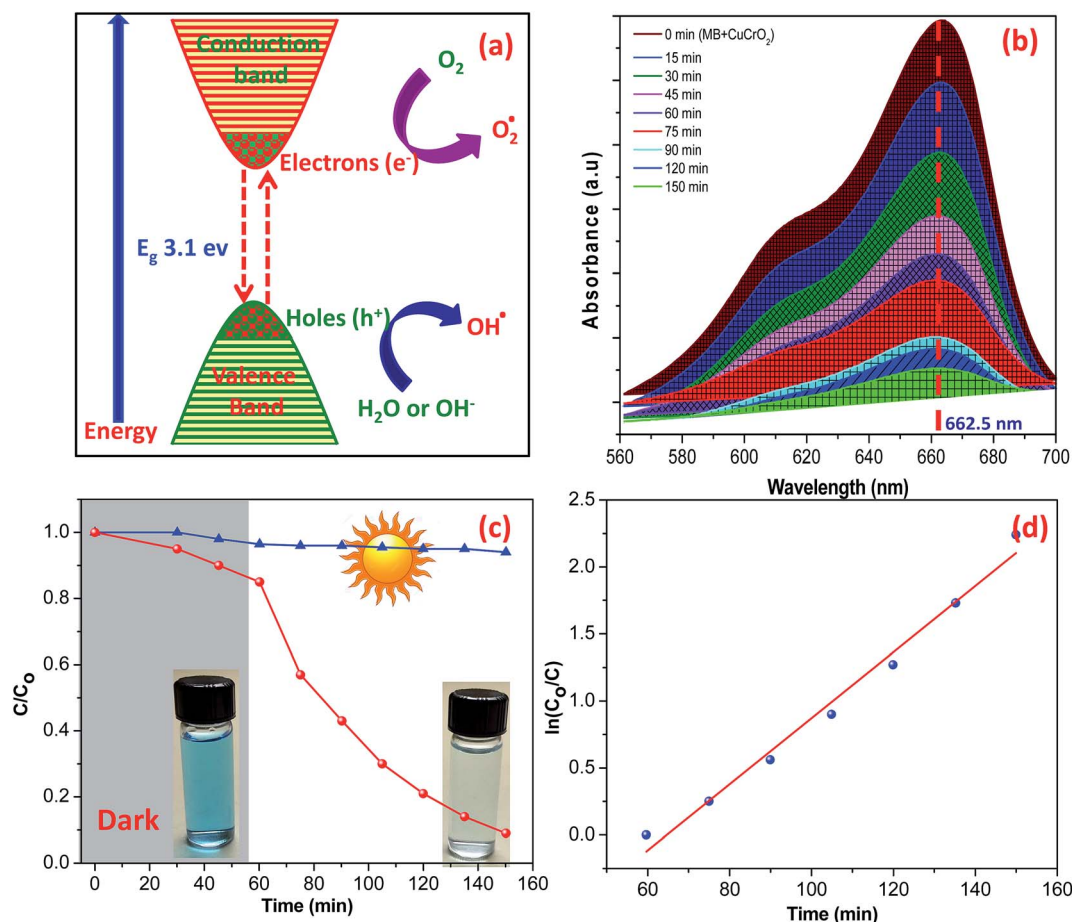 (a)
Conduction
band
O₂
O₂•
Electrons (e⁻)
E_g 3.1 ev
Holes (h⁺)
OH•
Valence
Band
H₂O or OH⁻
Energy
(b)
0 min (MB+CuCrO₂)
15 min
30 min
45 min
60 min
75 min
90 min
120 min
150 min
Absorbance (a.u)
662.5 nm
560 580 600 620 640 660 680 700
Wavelength (nm)
(c)
1.0
0.8
0.6
0.4
0.2
0.0
C/C₀
Dark
0 20 40 60 80 100 120 140 160
Time (min)
(d)
2.5
2.0
1.5
1.0
0.5
0.0
ln(C₀/C)
60 80 100 120 140 160
Time (min)